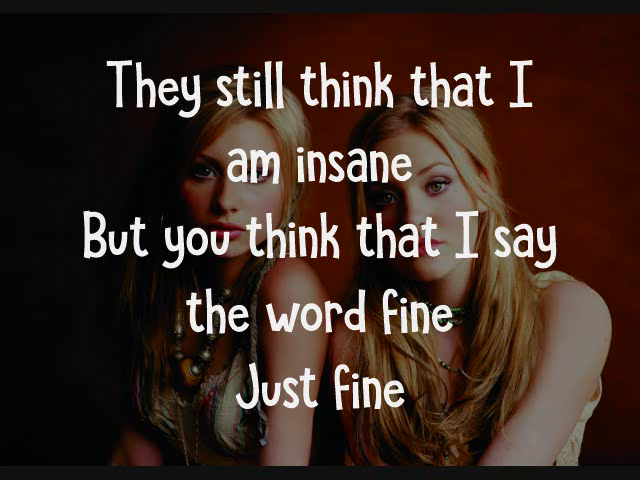 They still think that I
am insane
But you think that I say
the word fine
Just fine